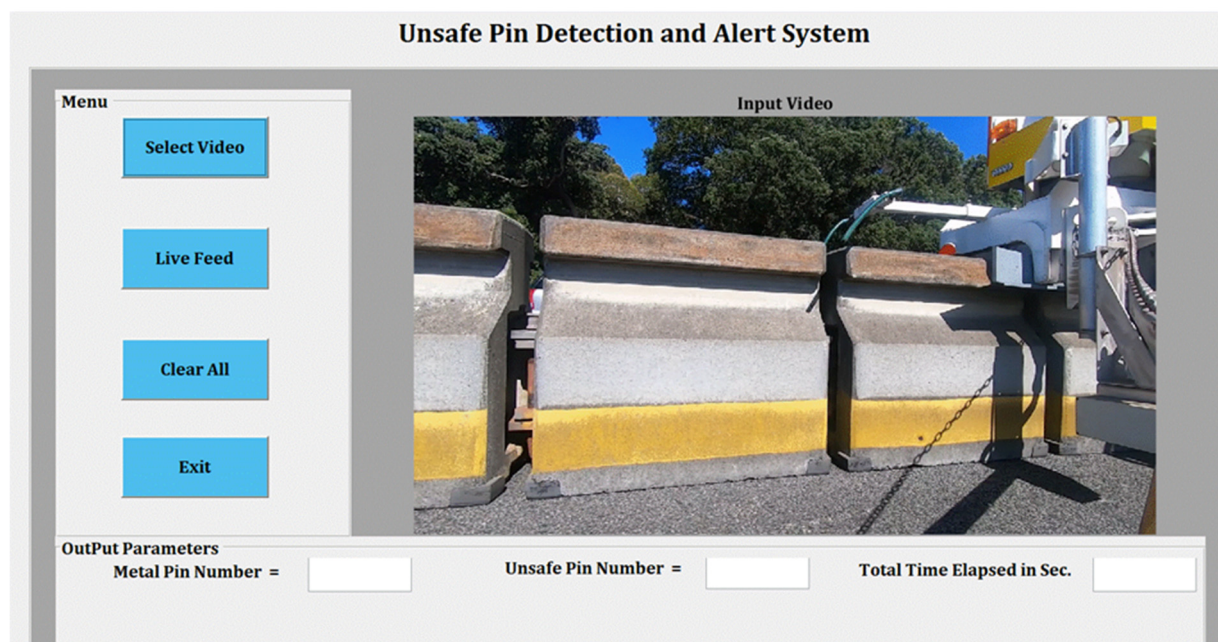 Unsafe Pin Detection and Alert System
Menu
Input Video
Select Video
Live Feed
Clear All
Exit
OutPut Parameters
Metal Pin Number =
Unsafe Pin Number =
Total Time Elapsed in Sec.